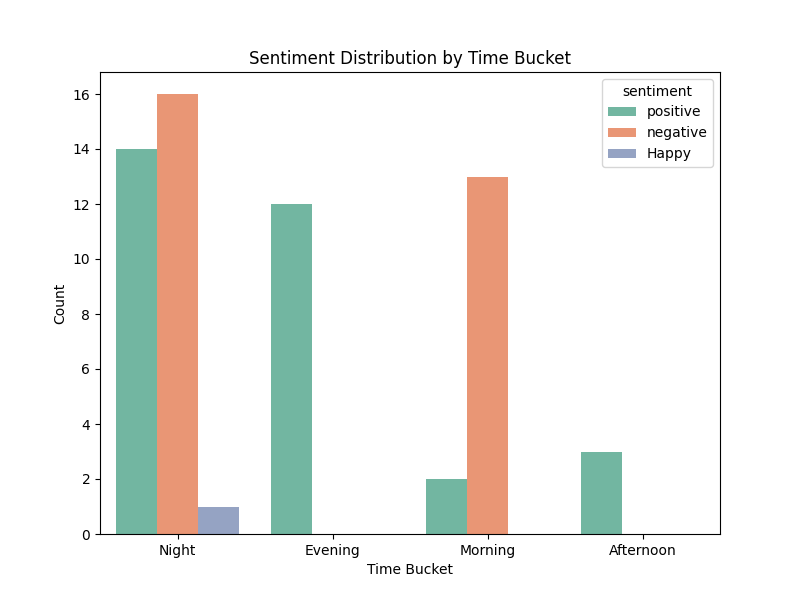 Sentiment Distribution by Time Bucket
sentiment
positive
negative
Happy
16
14
12
10
8
6
4
2
0
Count
Night
Evening
Morning
Afternoon
Time Bucket